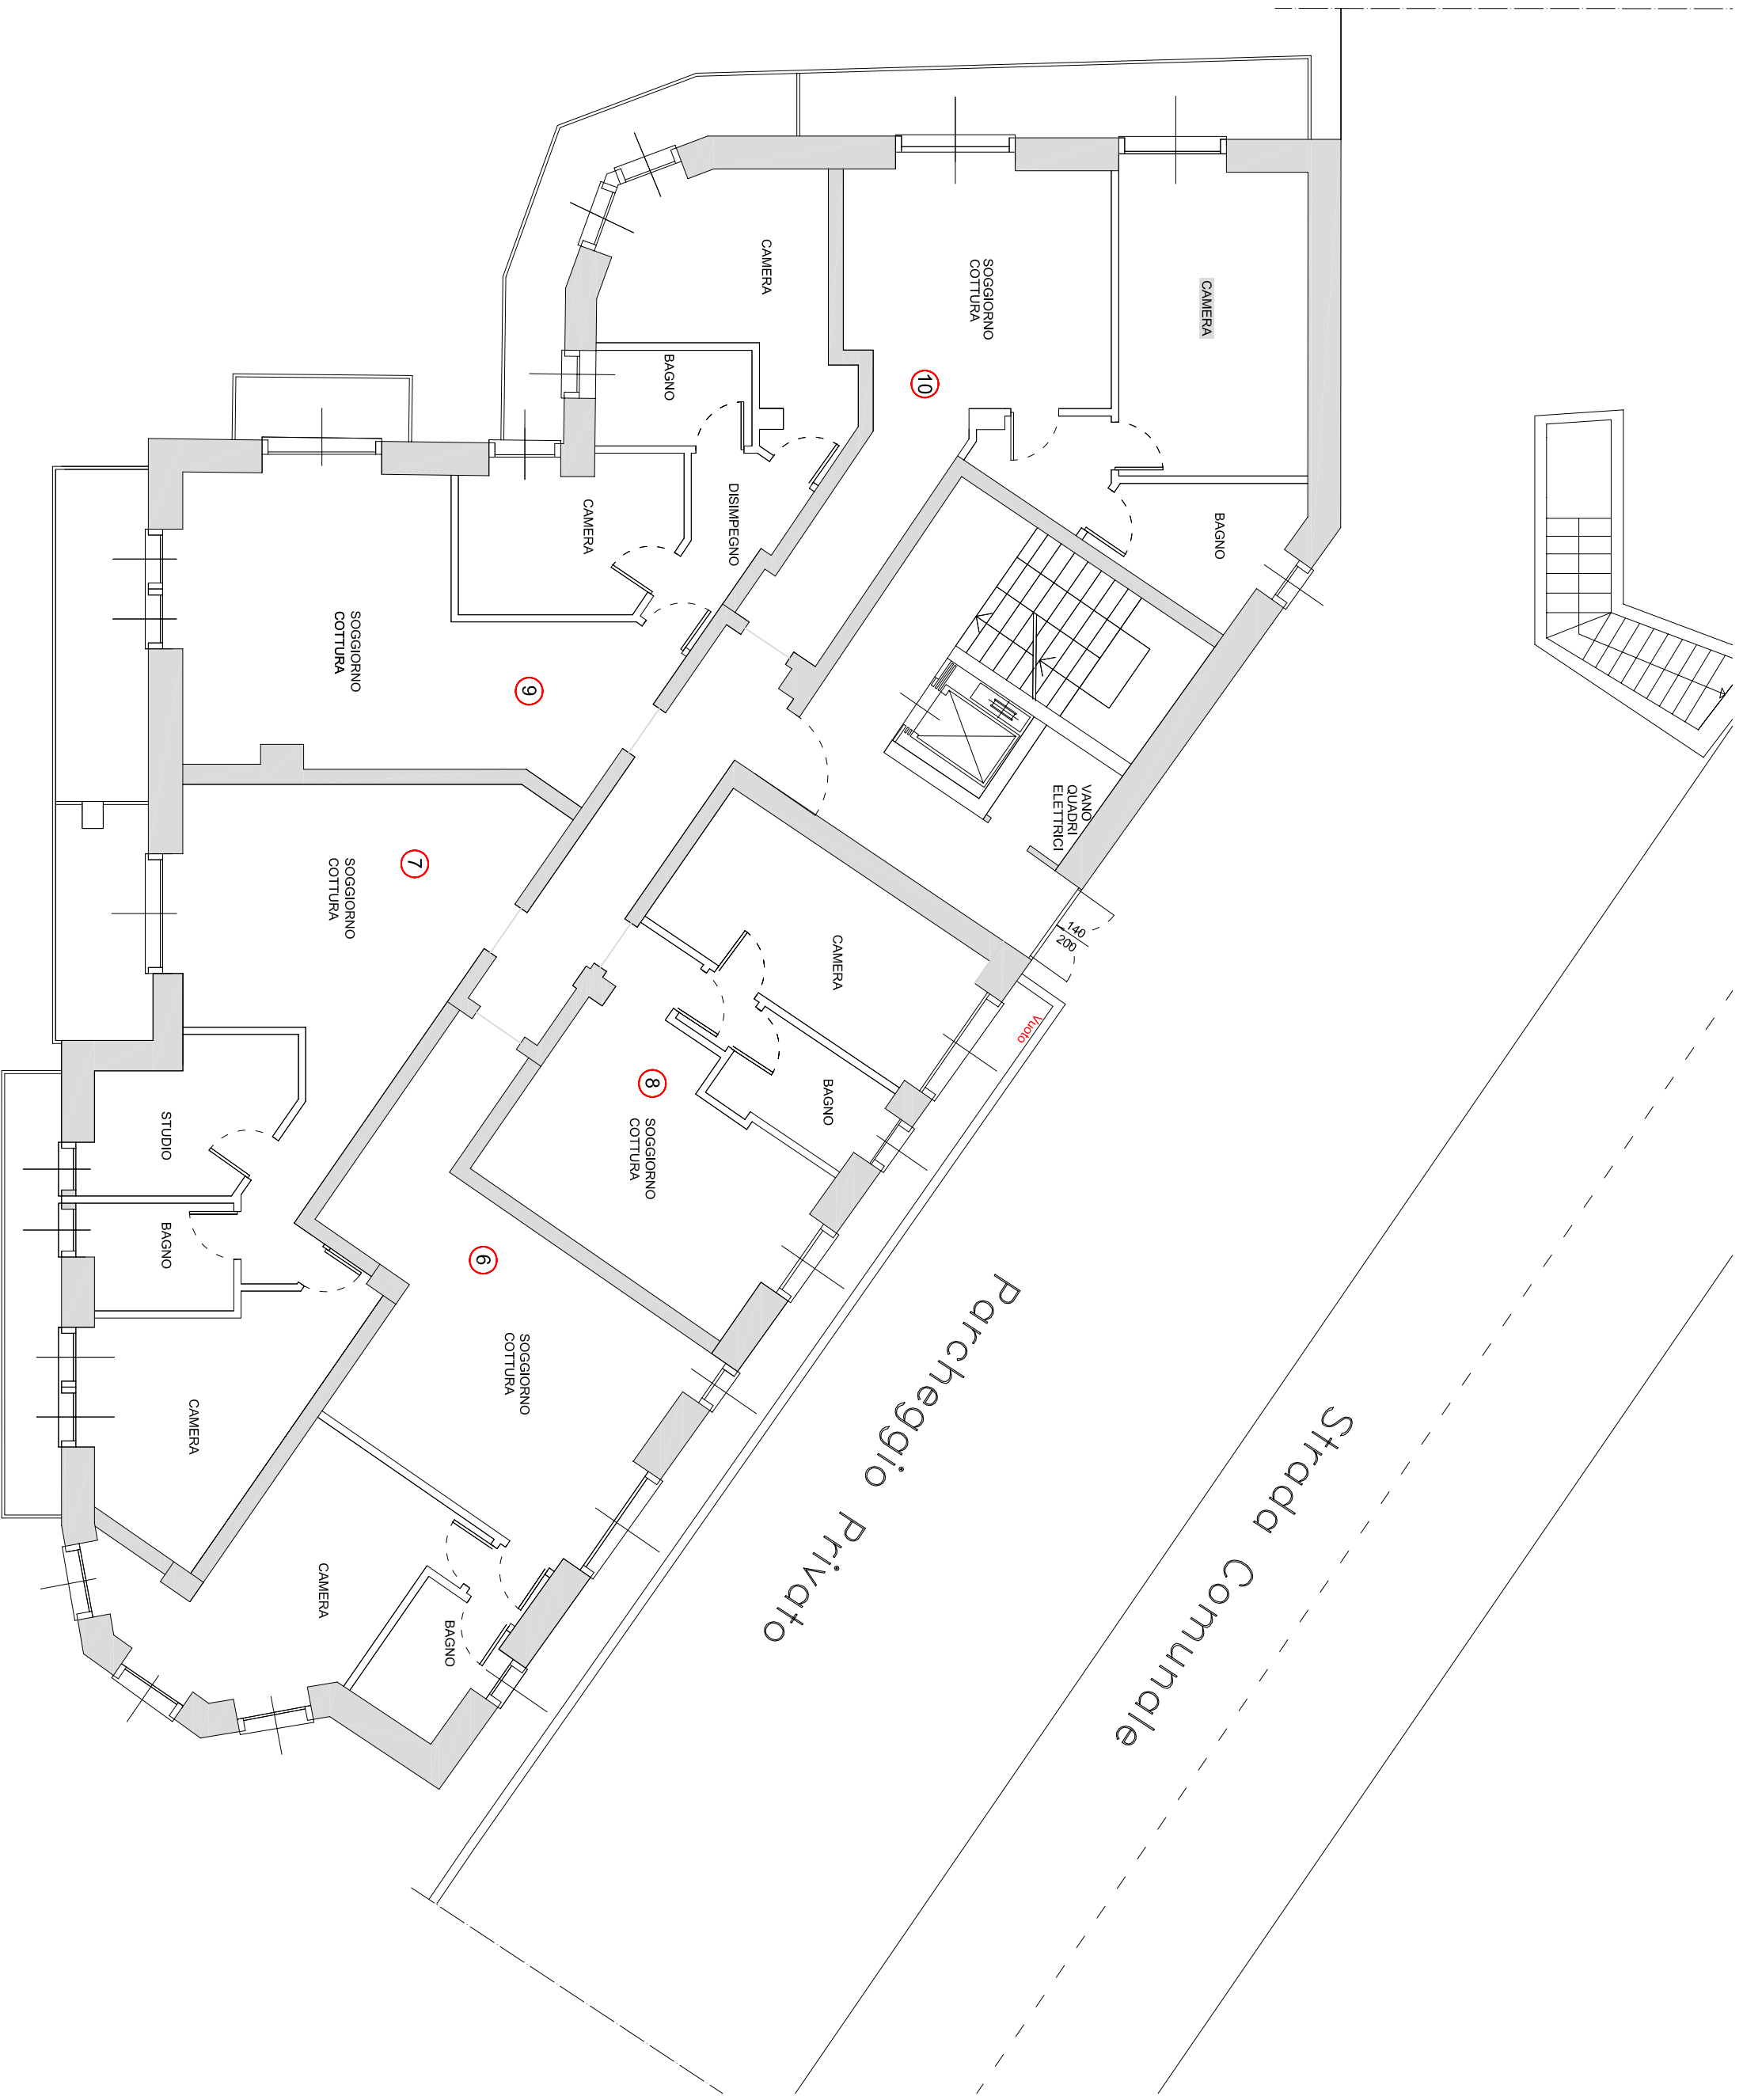 CAMERA
SOGGIORNO
COTTURA
CAMERA
10
BAGNO
BAGNO
DISIMPEGNO
CAMERA
SOGGIORNO
COTTURA
9
VANO
QUADRI
ELETTRICI
7
SOGGIORNO
COTTURA
140
200
CAMERA
Vuoto
8
BAGNO
SOGGIORNO
COTTURA
STUDIO
BAGNO
6
SOGGIORNO
COTTURA
CAMERA
CAMERA
BAGNO
Parcheggio Privato
Strada Comunale